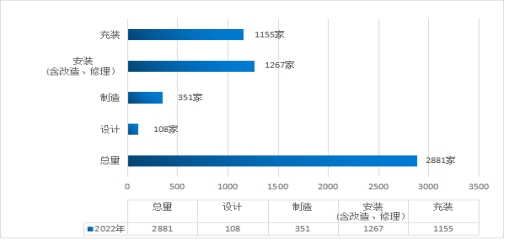 充装
1155家
安装
(含改造、修理)
1267家
制造
351家
设计
108家
总量
2881家
0 500 1000 1500 2000 2500 3000 3500
总量 设计 制造 安装 充装
(含改造、修理)
2022年 2881 108 351 1267 1155